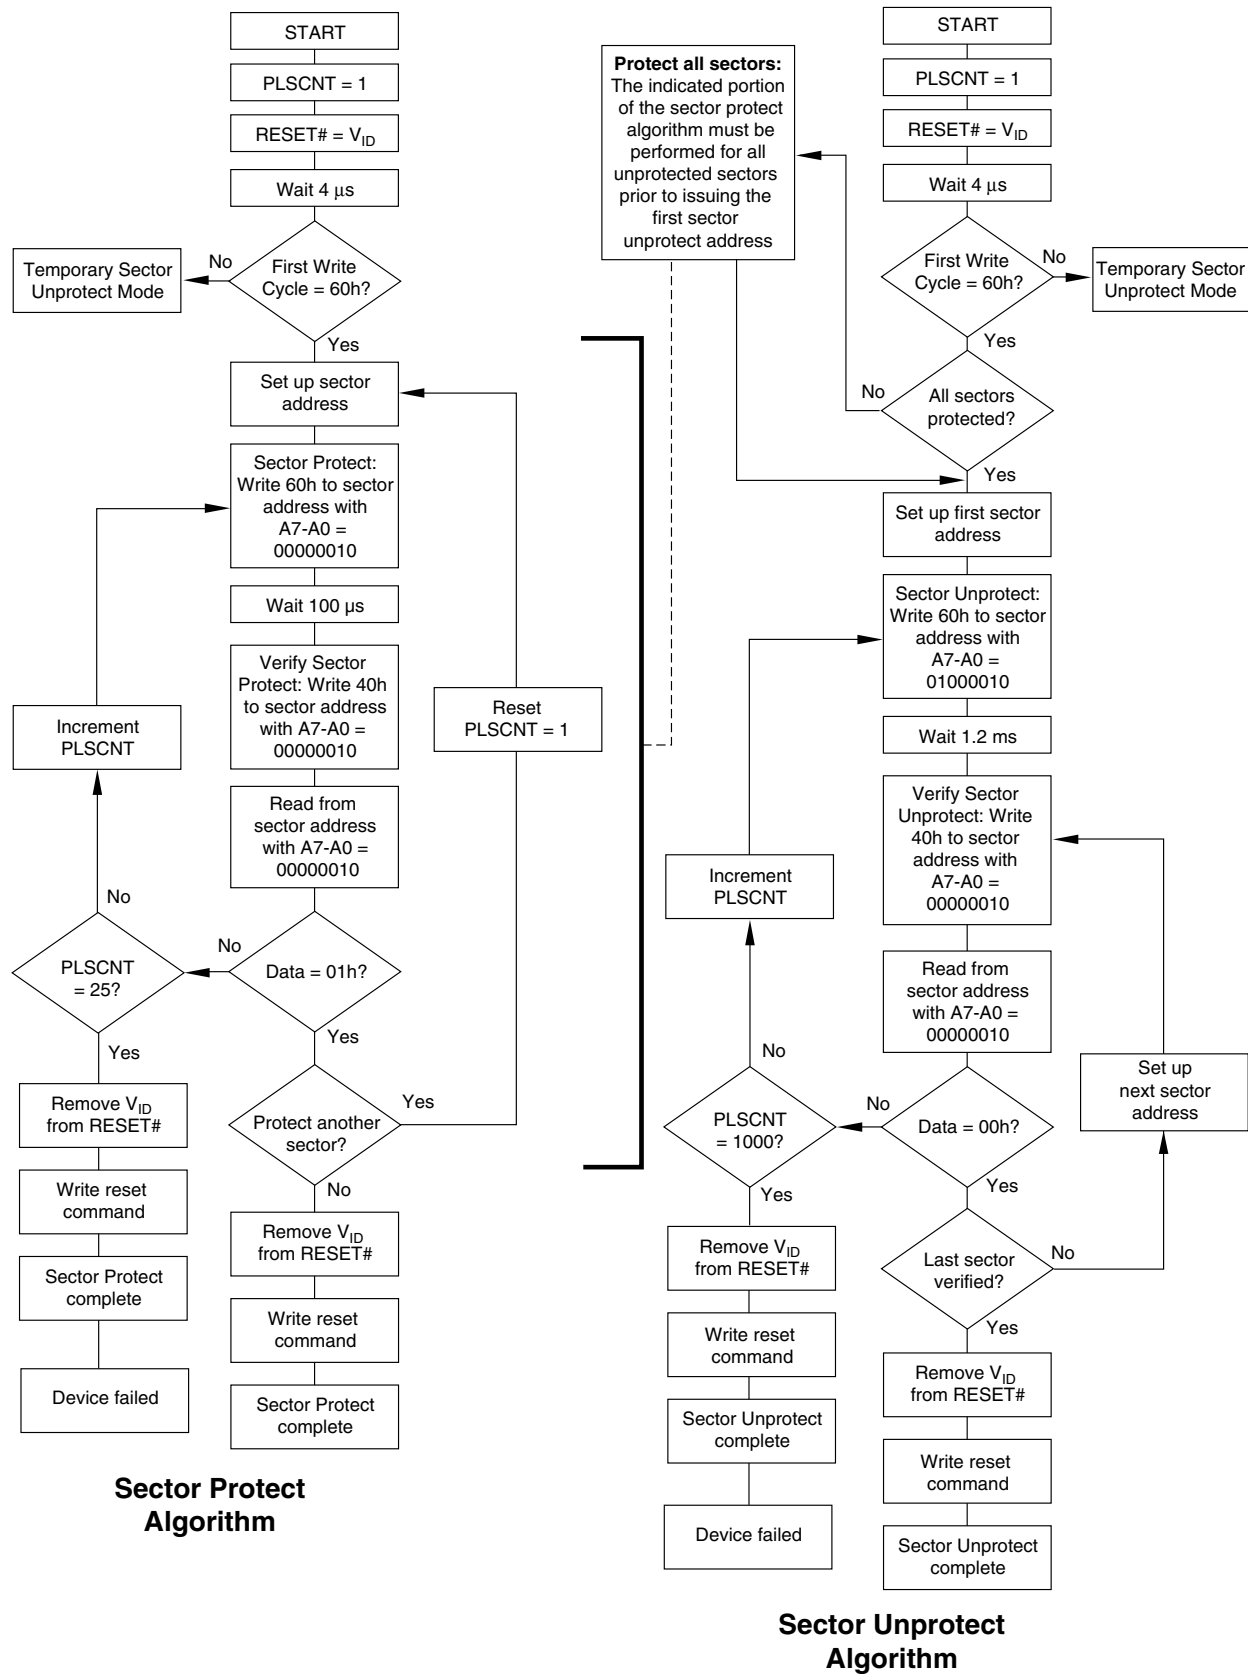 START
PLSCNT = 1
RESET# = VID
Wait 4 μs
First Write
Cycle = 60h?
No
Temporary Sector
Unprotect Mode
Yes
Set up sector
address
Sector Protect:
Write 60h to sector
address with
A7-A0 =
00000010
Wait 100 µs
Verify Sector
Protect: Write 40h
to sector address
with A7-A0 =
00000010
Increment
PLSCNT
Reset
PLSCNT = 1
Read from
sector address
with A7-A0 =
00000010
No
No
PLSCNT
= 25?
Data = 01h?
Yes
Yes
Remove VID
from RESET#
Protect another
sector?
Yes
No
Write reset
command
Remove VID
from RESET#
Sector Protect
complete
Write reset
command
Device failed
Sector Protect
complete
Sector Protect
Algorithm
Protect all sectors:
The indicated portion
of the sector protect
algorithm must be
performed for all
unprotected sectors
prior to issuing the
first sector
unprotect address
START
PLSCNT = 1
RESET# = VID
Wait 4 μs
First Write
Cycle = 60h?
No
Temporary Sector
Unprotect Mode
Yes
No
All sectors
protected?
Yes
Set up first sector
address
Sector Unprotect:
Write 60h to sector
address with
A7-A0 =
01000010
Wait 1.2 ms
Verify Sector
Unprotect: Write
40h to sector
address with
A7-A0 =
00000010
Increment
PLSCNT
Read from
sector address
with A7-A0 =
00000010
No
Set up
next sector
address
No
PLSCNT
= 1000?
Data = 00h?
Yes
Yes
Remove VID
from RESET#
Last sector
verified?
No
Yes
Write reset
command
Remove VID
from RESET#
Sector Unprotect
complete
Write reset
command
Device failed
Sector Unprotect
complete
Sector Unprotect
Algorithm